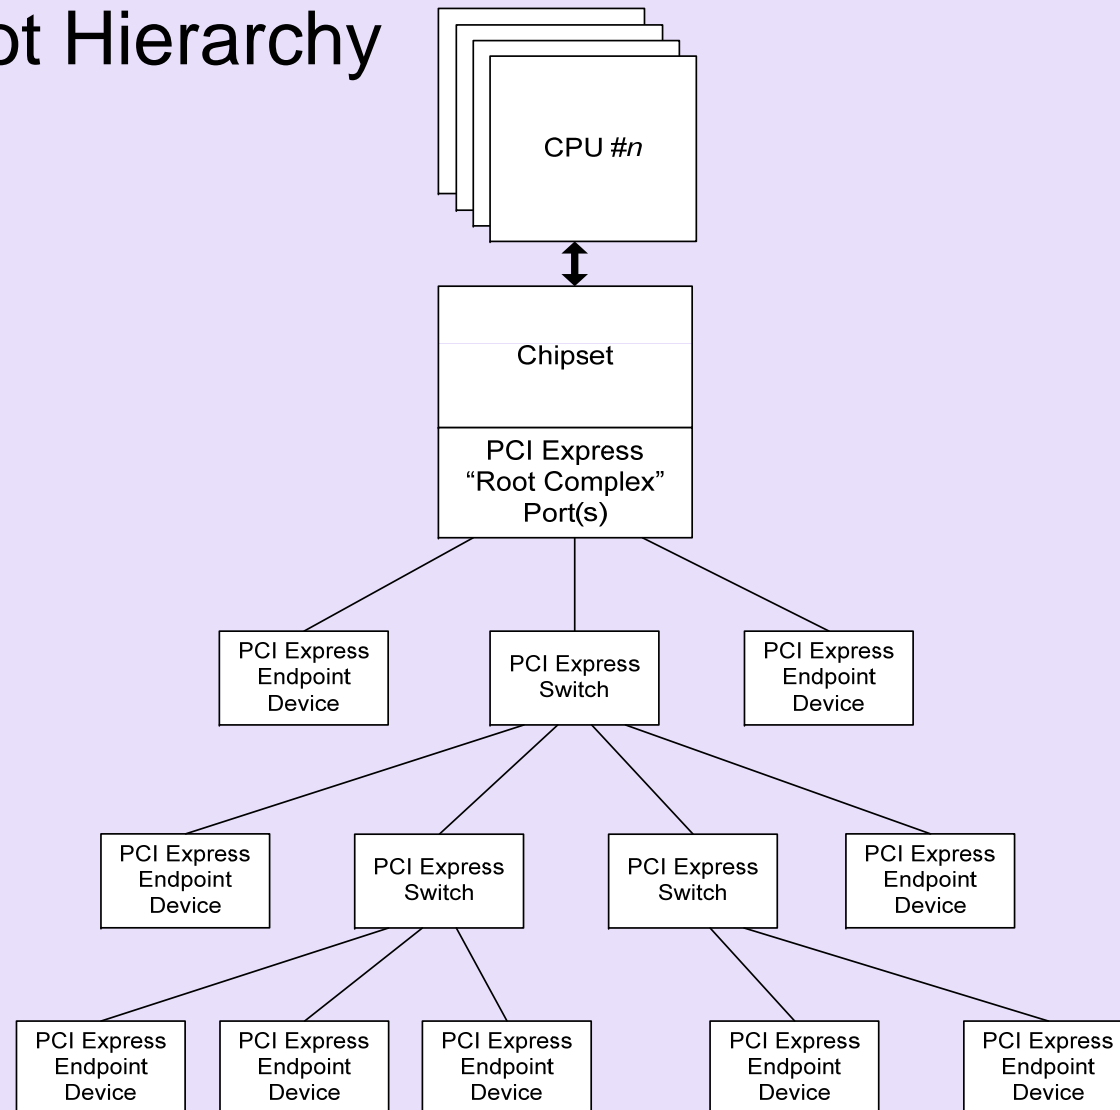 ot Hierarchy
CPU #n
Chipset
PCI Express
“Root Complex”
Port(s)
PCI Express
Endpoint
Device
PCI Express
Switch
PCI Express
Endpoint
Device
PCI Express
Endpoint
Device
PCI Express
Switch
PCI Express
Switch
PCI Express
Endpoint
Device
PCI Express
Endpoint
Device
PCI Express
Endpoint
Device
PCI Express
Endpoint
Device
PCI Express
Endpoint
Device
PCI Express
Endpoint
Device